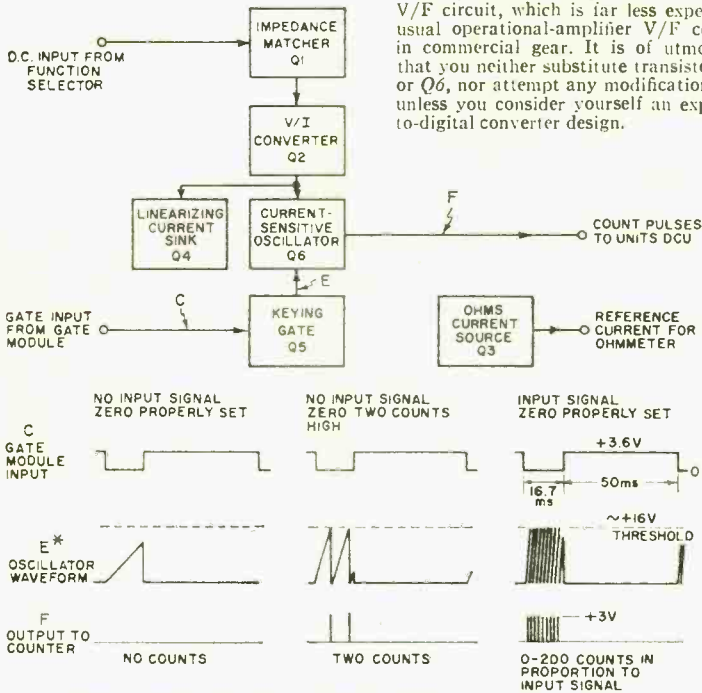 V/F circuit, which is far less expe
usual operational-amplifier V/F c
in commercial gear. It is of utm
that you neither substitute transist
or Q6, nor attempt any modification
unless you consider yourself an exp
to-digital converter design.
IMPEDANCE
MATCHER
Q1
D.C. INPUT FROM
FUNCTION
SELECTOR
V/I
CONVERTER
Q2
LINEARIZING
CURRENT
SINK
Q4
CURRENT-
SENSITIVE
OSCILLATOR
Q6
F
COUNT PULSES
TO UNITS DCU
E
C
GATE INPUT
FROM GATE
MODULE
KEYING
GATE
Q5
OHMS
CURRENT
SOURCE
Q3
REFERENCE
CURRENT FOR
OHMMETER
NO INPUT SIGNAL
ZERO PROPERLY SET
NO INPUT SIGNAL
ZERO TWO COUNTS
HIGH
INPUT SIGNAL
ZERO PROPERLY SET
C
GATE
MODULE
INPUT
+3.6V
0
16.7
ms
50ms
E*
OSCILLATOR
WAVEFORM
~+16V
THRESHOLD
F
OUTPUT TO
COUNTER
+3V
NO COUNTS
TWO COUNTS
0-200 COUNTS IN
PROPORTION TO
INPUT SIGNAL